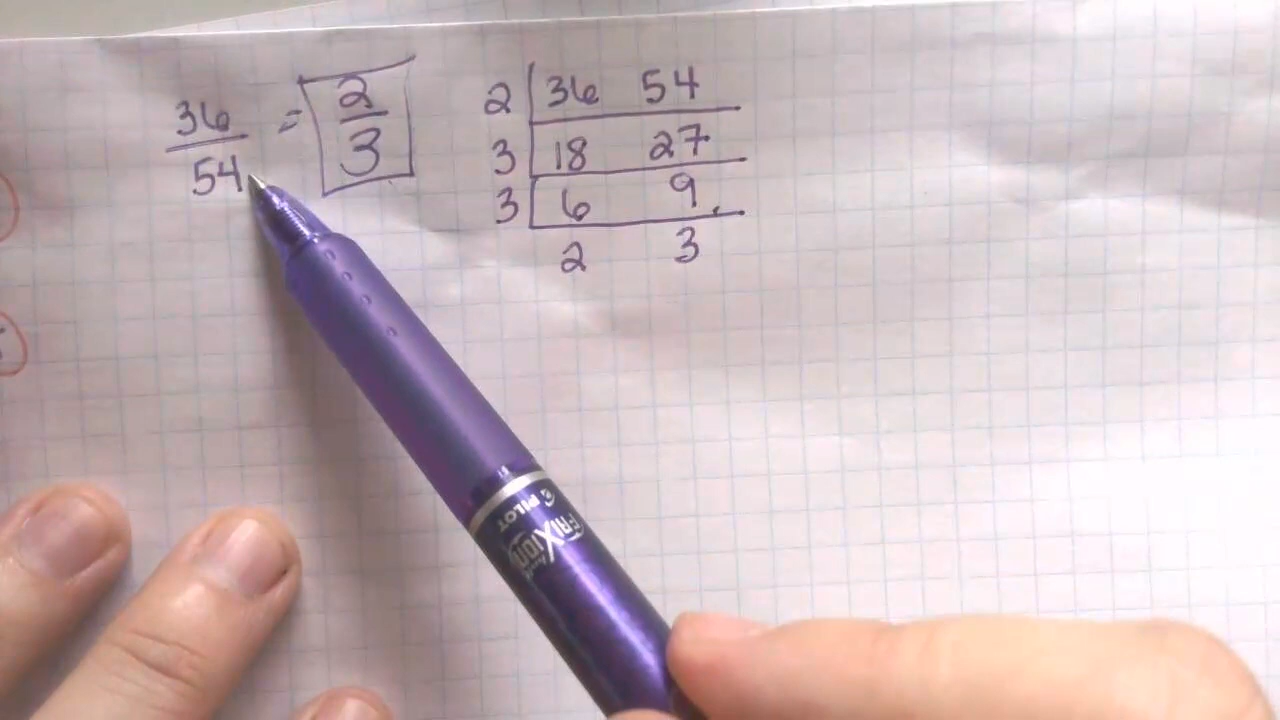 36/54 = 2/3
2 | 36 54
3 | 18 27
3 | 6 9
2 3
PILOT
FRIXION